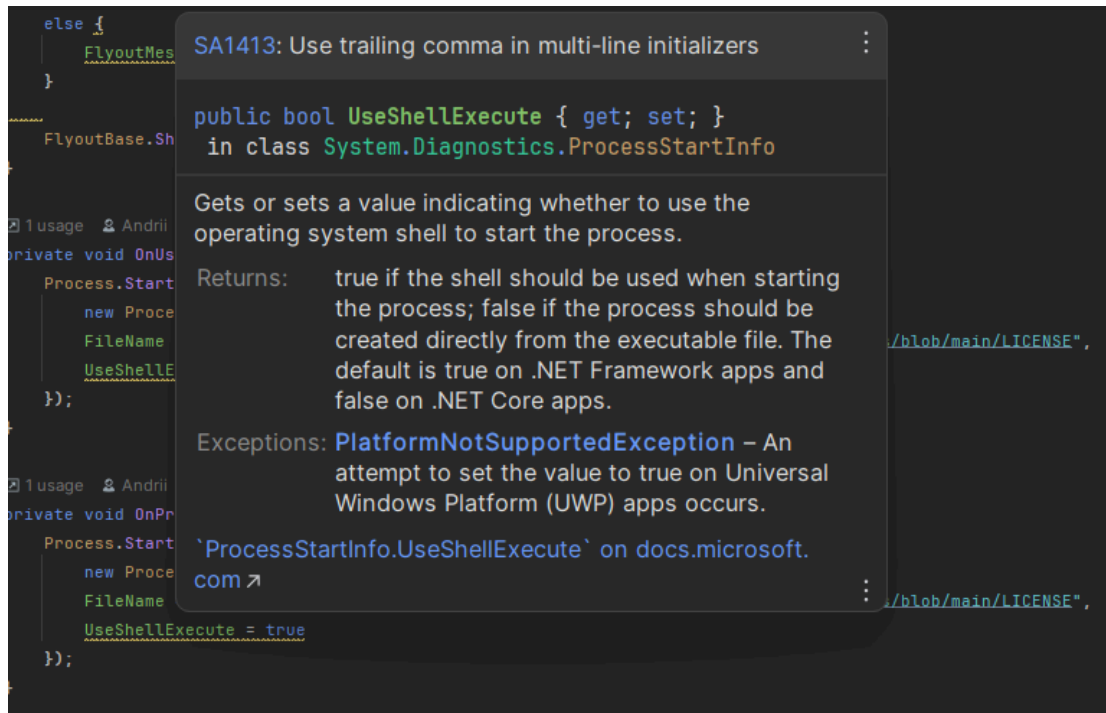 else {
FlyoutMes
}
FlyoutBase.Sh
1 usage Andrii
private void OnUs
Process.Start
new Proce
FileName
/blob/main/LICENSE",
UseShellE
});
1 usage Andrii
private void OnPr
Process.Start
new Proce
FileName
/blob/main/LICENSE",
UseShellExecute = true
});
SA1413: Use trailing comma in multi-line initializers
public bool UseShellExecute { get; set; }
in class System.Diagnostics.ProcessStartInfo
Gets or sets a value indicating whether to use the
operating system shell to start the process.
Returns: true if the shell should be used when starting
the process; false if the process should be
created directly from the executable file. The
default is true on .NET Framework apps and
false on .NET Core apps.
Exceptions: PlatformNotSupportedException – An
attempt to set the value to true on Universal
Windows Platform (UWP) apps occurs.
`ProcessStartInfo.UseShellExecute` on docs.microsoft.
com↗